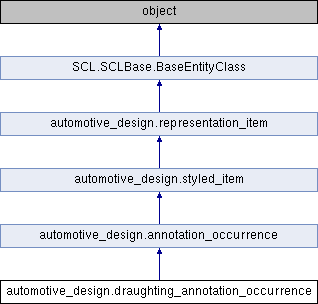 object
SCL.SCLBase.BaseEntityClass
automotive_design.representation_item
automotive_design.styled_item
automotive_design.annotation_occurrence
automotive_design.draughting_annotation_occurrence